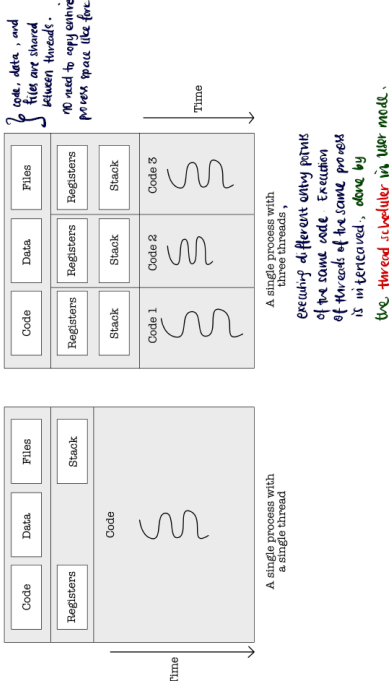 Code
Data
Files
Registers
Stack
Code
Time
A single process with
a single thread
Code
Data
Files
Registers
Registers
Registers
Stack
Stack
Stack
Code 1
Code 2
Code 3
Time
A single process with
three threads,
executing different entry points
of the same code. Execution
of threads of the same process
is interleaved, done by
the thread scheduler in user mode.
code, data, and
files are shared
between threads.
no need to copy entire
process space like fork